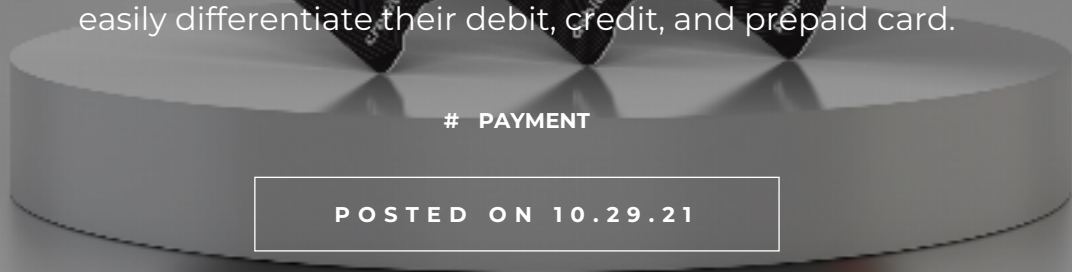 easily differentiate their debit, credit, and prepaid card.
# PAYMENT
POSTED ON 10.29.21